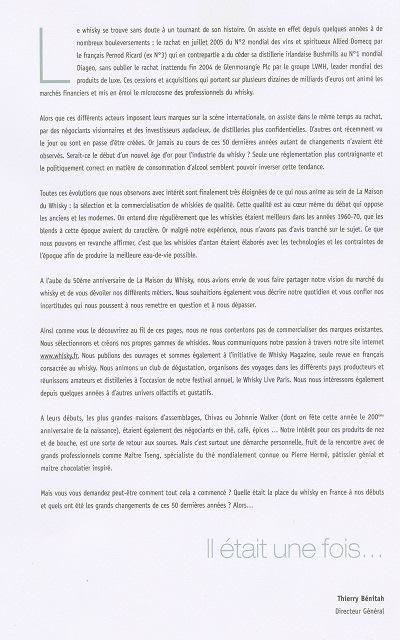 Le whisky se trouve sans doute à un tournant de son histoire. On assiste en effet depuis quelques années à de
nombreux bouleversements : le rachat en juillet 2005 du N°2 mondial des vins et spiritueux Allied Domecq par
le français Pernod Ricard (ex N°3) qui en contrepartie a du céder sa distillerie irlandaise Bushmills au N°1 mondial
Diageo, sans oublier le rachat inattendu fin 2004 de Glenmorangie Plc par le groupe LVMH, leader mondial des
produits de luxe. Ces cessions et acquisitions qui portent sur plusieurs dizaines de milliards d'euros ont animé les
marchés financiers et mis en émoi le microcosme des professionnels du whisky.
Alors que ces différents acteurs imposent leurs marques sur la scène internationale, on assiste dans le même temps au rachat,
par des négociants visionnaires et des investisseurs audacieux, de distilleries plus confidentielles. D'autres ont récemment vu
le jour ou sont en passe d'être créées. Or jamais au cours de ces 50 dernières années autant de changements n'avaient été
observés. Serait-ce le début d'un nouvel âge d'or pour l'industrie du whisky ? Seule une réglementation plus contraignante et
le politiquement correct en matière de consommation d'alcool semblent pouvoir inverser cette tendance.
Toutes ces évolutions que nous observons avec intérêt sont finalement très éloignées de ce qui nous anime au sein de La Maison
du Whisky : la sélection et la commercialisation de whiskies de qualité. Cette qualité est au cœur même du débat qui oppose
les anciens et les modernes. On entend dire régulièrement que les whiskies étaient meilleurs dans les années 1960-70, que les
blends à cette époque avaient du caractère. Or malgré notre expérience, nous n'avons pas d'avis tranché sur le sujet. Ce que
nous pouvons en revanche affirmer, c'est que les whiskies d'antan étaient élaborés avec les technologies et les contraintes de
l'époque afin de produire la meilleure eau-de-vie possible.
A l'aube du 50ème anniversaire de La Maison du Whisky, nous avions envie de vous faire partager notre vision du marché du
whisky et de vous dévoiler nos différents métiers. Nous souhaitions également vous décrire notre quotidien et vous confier nos
incertitudes qui nous poussent à nous remettre en question et à nous dépasser.
Ainsi comme vous le découvrirez au fil de ces pages, nous ne nous contentons pas de commercialiser des marques existantes.
Nous sélectionnons et créons nos propres gammes de whiskies. Nous communiquons notre passion à travers notre site internet
www.whisky.fr. Nous publions des ouvrages et sommes également à l'initiative de Whisky Magazine, seule revue en français
consacrée au whisky. Nous animons un club de dégustation, organisons des voyages dans les différents pays producteurs et
réunissons amateurs et distilleries à l'occasion de notre festival annuel, le Whisky Live Paris. Nous nous intéressons également
depuis quelques années à d'autres univers olfactifs et gustatifs.
A leurs débuts, les plus grandes maisons d'assemblages, Chivas ou Johnnie Walker (dont on fête cette année le 200ème
anniversaire de la naissance), étaient également des négociants en thé, café, épices ... Notre intérêt pour ces produits de nez
et de bouche, est une sorte de retour aux sources. Mais c'est surtout une démarche personnelle, fruit de la rencontre avec de
grands professionnels comme Maître Tseng, spécialiste du thé mondialement connue ou Pierre Hermé, pâtissier génial et
maître chocolatier inspiré.
Mais vous vous demandez peut-être comment tout cela a commencé ? Quelle était la place du whisky en France à nos débuts
et quels ont été les grands changements de ces 50 dernières années ? Alors...
Il était une fois...
Thierry Bénitah
Directeur Général